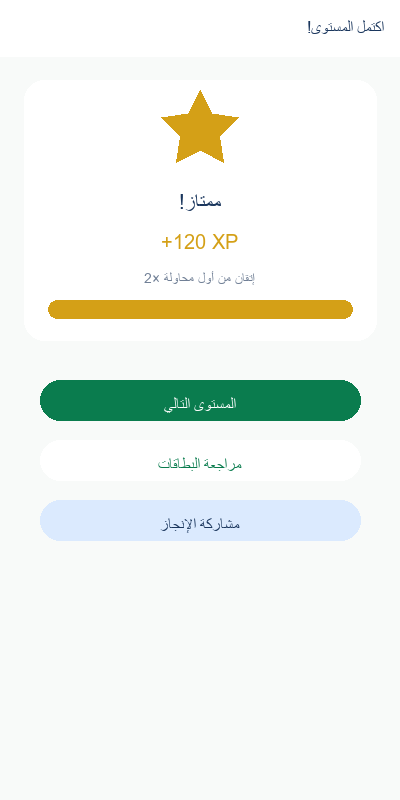 اكتمل المستوى!
ممتاز!
+120 XP
إتقان من أول محاولة ×2
المستوى التالي
مراجعة البطاقات
مشاركة الإنجاز